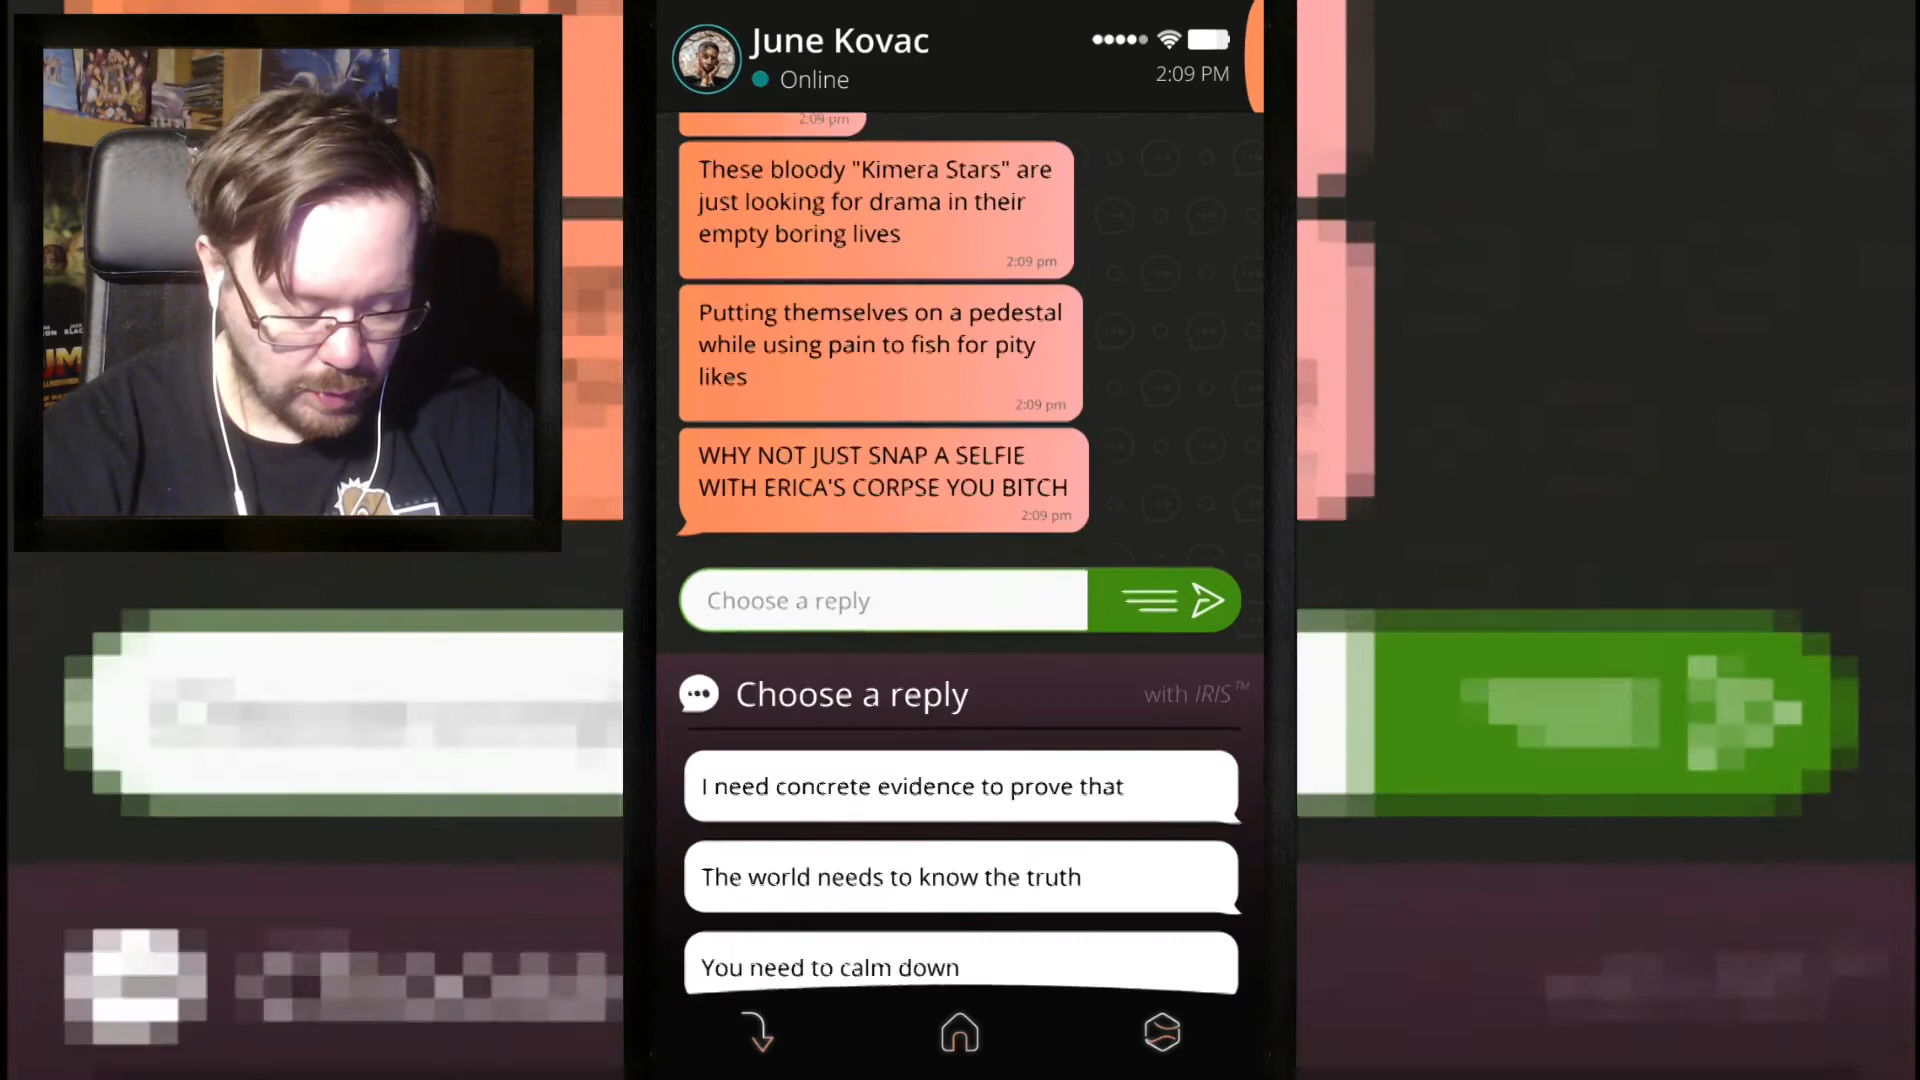 June Kovac
Online
2:09 PM
2:09 pm
These bloody "Kimera Stars" are
just looking for drama in their
empty boring lives
2:09 pm
Putting themselves on a pedestal
while using pain to fish for pity
likes
2:09 pm
WHY NOT JUST SNAP A SELFIE
WITH ERICA'S CORPSE YOU BITCH
2:09 pm
Choose a reply
Choose a reply
with IRIS™
I need concrete evidence to prove that
The world needs to know the truth
You need to calm down